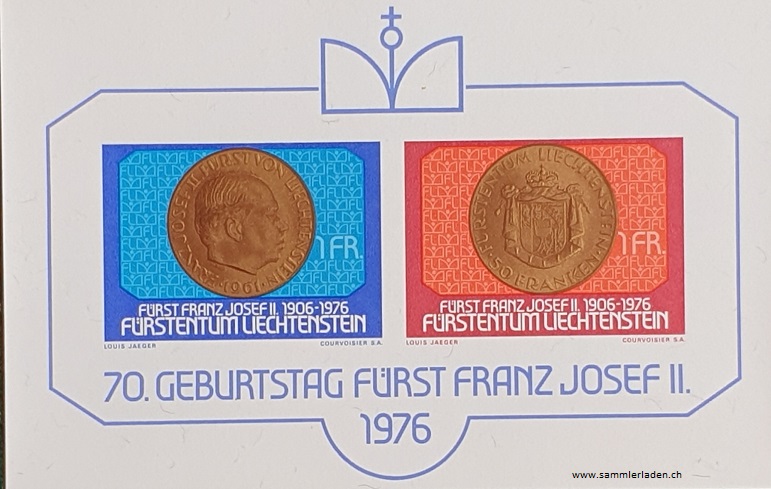 FRANZ JOSEF II. FÜRST VON LIECHTENSTEIN
1961
1 FR.
FÜRST FRANZ JOSEF II. 1906-1976
FÜRSTENTUM LIECHTENSTEIN
LOUIS JAEGER
COURVOISIER S.A.
FÜRSTENTUM LIECHTENSTEIN
50 FRANKEN
1 FR.
FÜRST FRANZ JOSEF II. 1906-1976
FÜRSTENTUM LIECHTENSTEIN
LOUIS JAEGER
COURVOISIER S.A.
70. GEBURTSTAG FÜRST FRANZ JOSEF II.
1976
www.sammlerladen.ch